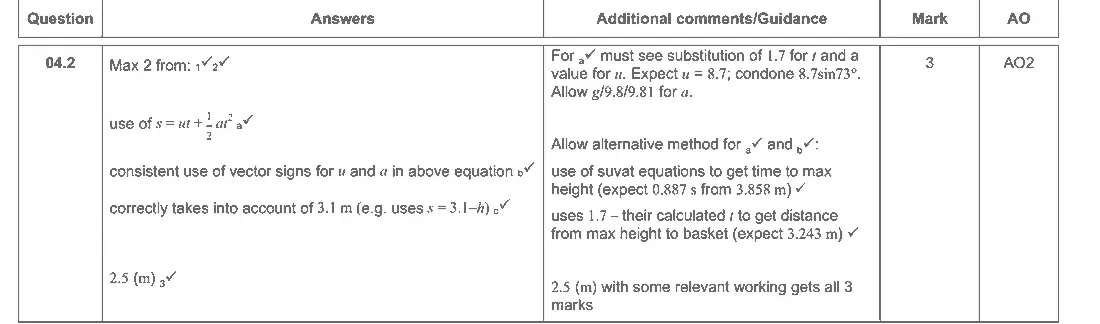 Question Answers Additional comments/Guidance Mark AO
04.2 Max 2 from: ₁✓₂✓
For ₐ✓ must see substitution of 1.7 for t and a
value for u. Expect u = 8.7; condone 8.7sin73°.
Allow g/9.8/9.81 for a.
3 AO2
use of s = ut + 1/2 at² ₐ✓
Allow alternative method for ₐ✓ and b✓:
consistent use of vector signs for u and a in above equation b✓
use of suvat equations to get time to max
height (expect 0.887 s from 3.858 m) ✓
correctly takes into account of 3.1 m (e.g. uses s = 3.1–h) c✓
uses 1.7 – their calculated t to get distance
from max height to basket (expect 3.243 m) ✓
2.5 (m) ₃✓
2.5 (m) with some relevant working gets all 3
marks